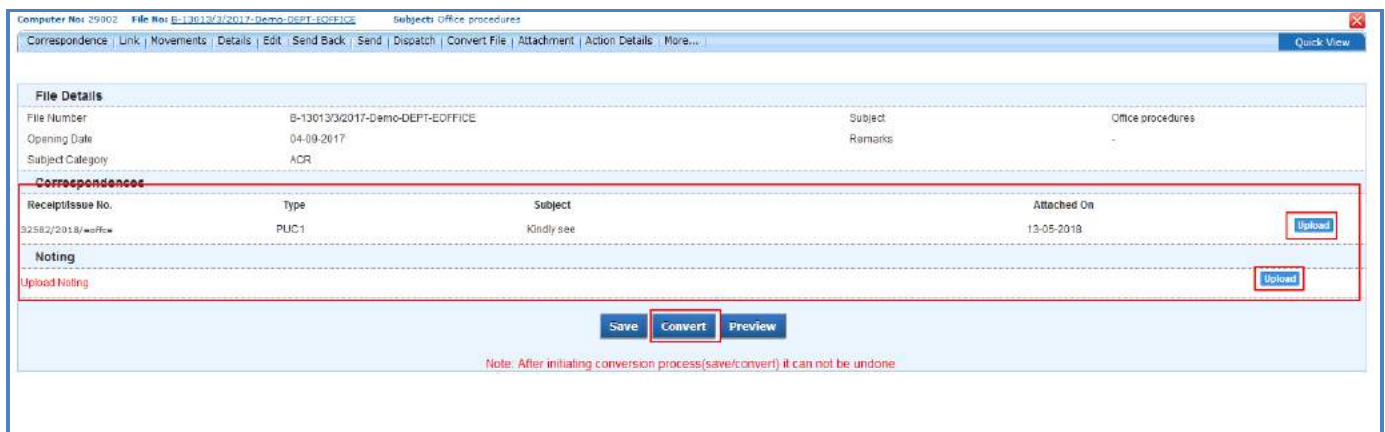 Computer No: 29002 File No: B-13013/3/2017-Demo-DEPT-EOFFICE Subject: Office procedures
Correspondence | Link | Movements | Details | Edit | Send Back | Send | Dispatch | Convert File | Attachment | Action Details | More... | Quick View
File Details
File Number B-13013/3/2017-Demo-DEPT-EOFFICE Subject Office procedures
Opening Date 04-09-2017 Remarks -
Subject Category ACR
Correspondences
Receipt/Issue No. Type Subject Attached On
32582/2018/eoffice PUC1 Kindly see 13-05-2018 Upload
Noting
Upload Noting Upload
Save Convert Preview
Note: After initiating conversion process(save/convert) it can not be undone